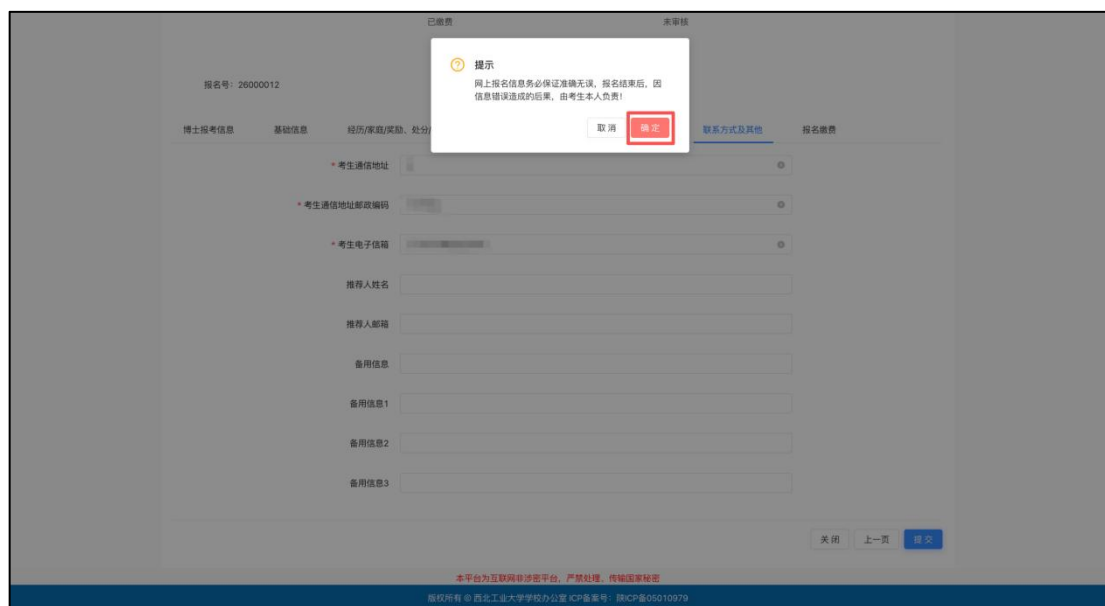 已缴费 未审核
提示
网上报名信息务必保证准确无误，报名结束后，因
信息错误造成的后果，由考生本人负责！
取消 确定
报名号：26000012
博士报考信息 基础信息 经历/家庭/奖励、处分/ 联系方式及其他 报名缴费
* 考生通信地址
* 考生通信地址邮政编码
* 考生电子信箱
推荐人姓名
推荐人邮箱
备用信息
备用信息1
备用信息2
备用信息3
关闭 上一页 提交
本平台为互联网非涉密平台，严禁处理、传输国家秘密
版权所有 © 西北工业大学学校办公室 ICP备案号：陕ICP备05010979